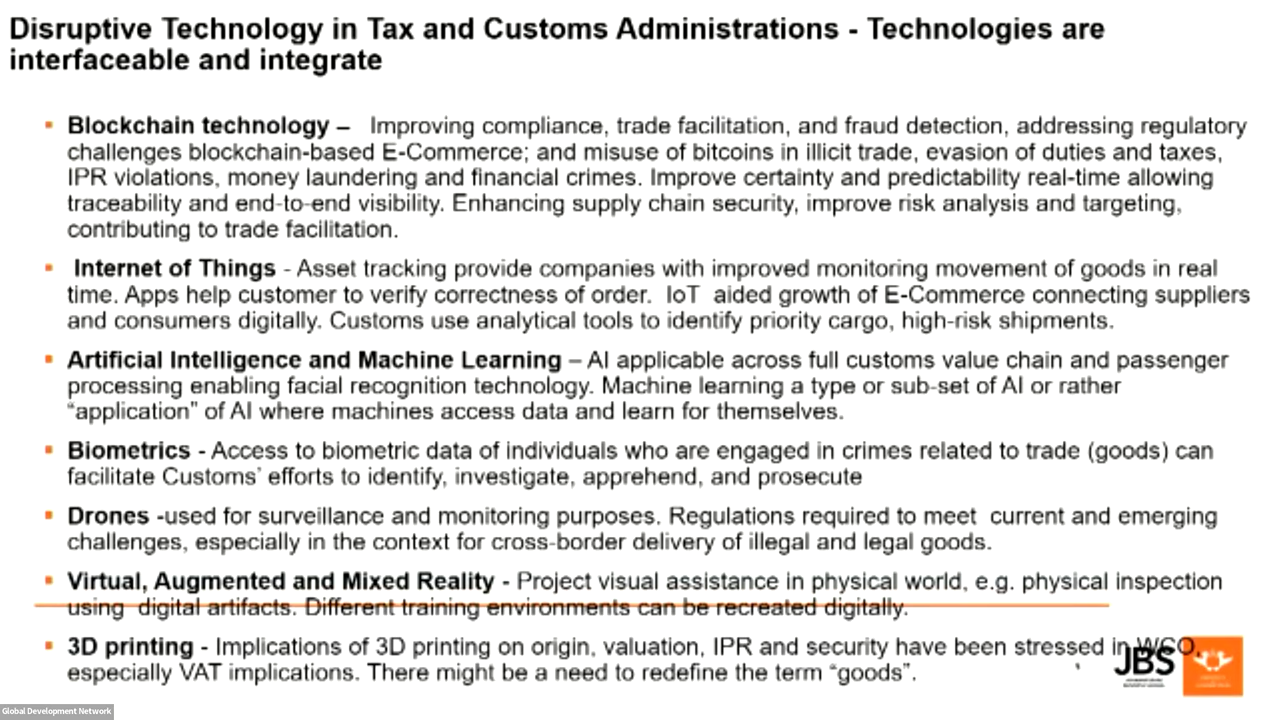 Disruptive Technology in Tax and Customs Administrations - Technologies are
interfaceable and integrate
▪ Blockchain technology – Improving compliance, trade facilitation, and fraud detection, addressing regulatory
challenges blockchain-based E-Commerce; and misuse of bitcoins in illicit trade, evasion of duties and taxes,
IPR violations, money laundering and financial crimes. Improve certainty and predictability real-time allowing
traceability and end-to-end visibility. Enhancing supply chain security, improve risk analysis and targeting,
contributing to trade facilitation.
▪ Internet of Things - Asset tracking provide companies with improved monitoring movement of goods in real
time. Apps help customer to verify correctness of order. IoT aided growth of E-Commerce connecting suppliers
and consumers digitally. Customs use analytical tools to identify priority cargo, high-risk shipments.
▪ Artificial Intelligence and Machine Learning – AI applicable across full customs value chain and passenger
processing enabling facial recognition technology. Machine learning a type or sub-set of AI or rather
“application” of AI where machines access data and learn for themselves.
▪ Biometrics - Access to biometric data of individuals who are engaged in crimes related to trade (goods) can
facilitate Customs’ efforts to identify, investigate, apprehend, and prosecute
▪ Drones -used for surveillance and monitoring purposes. Regulations required to meet current and emerging
challenges, especially in the context for cross-border delivery of illegal and legal goods.
▪ Virtual, Augmented and Mixed Reality - Project visual assistance in physical world, e.g. physical inspection
using digital artifacts. Different training environments can be recreated digitally.
▪ 3D printing - Implications of 3D printing on origin, valuation, IPR and security have been stressed in WCO,
especially VAT implications. There might be a need to redefine the term “goods”.
JBS
Global Development Network